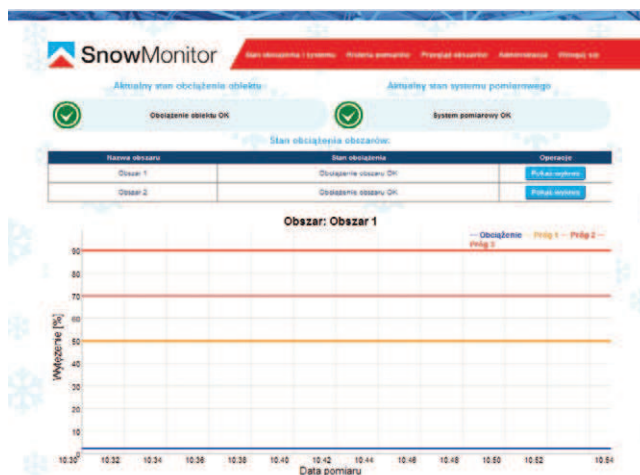 SnowMonitor
Stan obciążenia i systemu Historia pomiarów Przegląd obszarów Administracja Wyloguj się
Aktualny stan obciążenia obiektu Aktualny stan systemu pomiarowego
Obciążenie obiektu OK System pomiarowy OK
Stan obciążenia obszarów:
Nazwa obszaru Stan obciążenia Operacje
Obszar 1 Obciążenie obszaru OK Pokaż wykres
Obszar 2 Obciążenie obszaru OK Pokaż wykres
Obszar: Obszar 1
— Obciążenie — Próg 1 — Próg 2 —
Próg 3
90
80
70
60
50
40
30
20
10
0
Wytężenie [%]
10:30 10:32 10:34 10:36 10:38 10:40 10:42 10:44 10:46 10:48 10:50 10:52 10:54
Data pomiaru